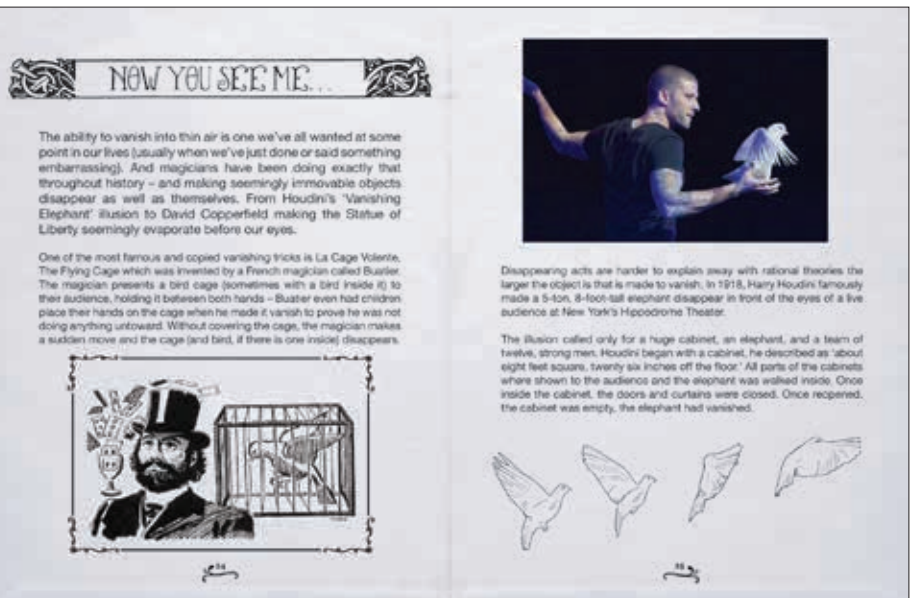 NOW YOU SEE ME...
The ability to vanish into thin air is one we've all wanted at some
point in our lives (usually when we've just done or said something
embarrassing). And magicians have been doing exactly that
throughout history – and making seemingly immovable objects
disappear as well as themselves. From Houdini's 'Vanishing
Elephant' illusion to David Copperfield making the Statue of
Liberty seemingly evaporate before our eyes.
One of the most famous and copied vanishing tricks is La Cage Volente,
The Flying Cage which was invented by a French magician called Buatier.
The magician presents a bird cage (sometimes with a bird inside it) to
their audience, holding it between both hands – Buatier even had children
place their hands on the cage when he made it vanish to prove he was not
doing anything untoward. Without covering the cage, the magician makes
a sudden move and the cage (and bird, if there is one inside) disappears.
Disappearing acts are harder to explain away with rational theories the
larger the object is that is made to vanish. In 1918, Harry Houdini famously
made a 5-ton, 8-foot-tall elephant disappear in front of the eyes of a live
audience at New York's Hippodrome Theater.
The illusion called only for a huge cabinet, an elephant, and a team of
twelve, strong men. Houdini began with a cabinet, he described as 'about
eight feet square, twenty six inches off the floor.' All parts of the cabinets
where shown to the audience and the elephant was walked inside. Once
inside the cabinet, the doors and curtains were closed. Once reopened,
the cabinet was empty, the elephant had vanished.